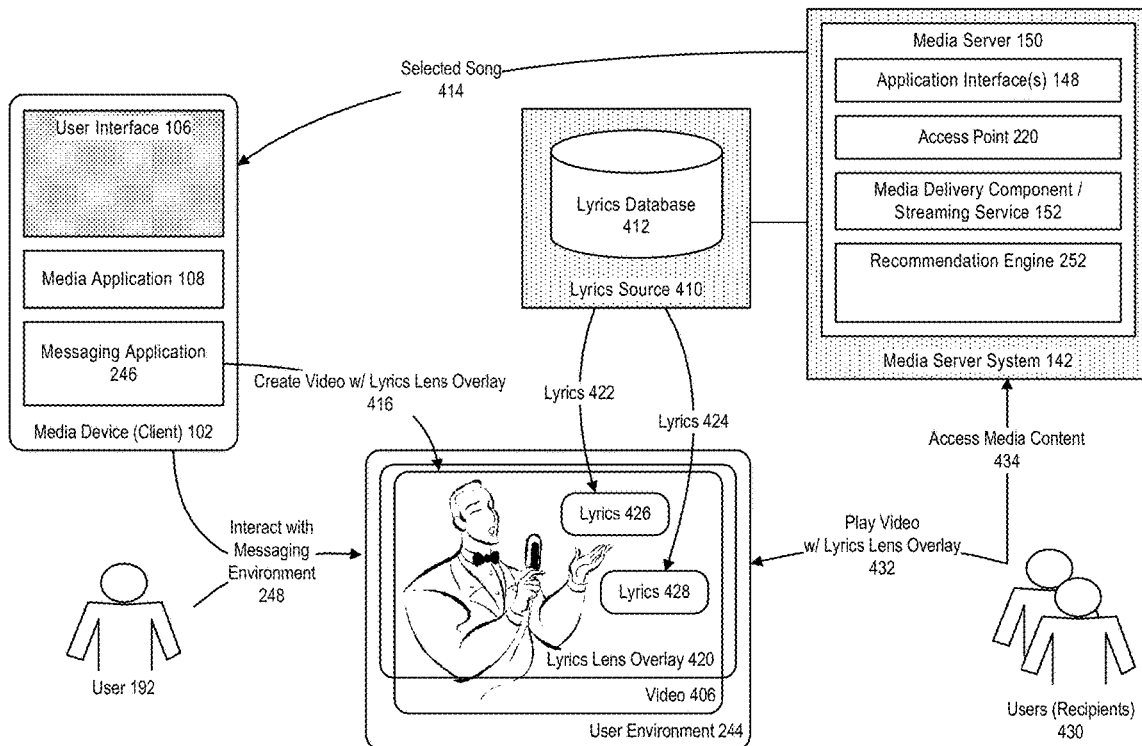 Media Server 150
Application Interface(s) 148
Access Point 220
Media Delivery Component /
Streaming Service 152
Recommendation Engine 252
Media Server System 142
Selected Song
414
User Interface 106
Media Application 108
Messaging Application
246
Media Device (Client) 102
Lyrics Database
412
Lyrics Source 410
Create Video w/ Lyrics Lens Overlay
416
Lyrics 422
Lyrics 424
Access Media Content
434
Interact with
Messaging
Environment
248
Lyrics 426
Lyrics 428
Lyrics Lens Overlay 420
Video 406
User Environment 244
Play Video
w/ Lyrics Lens Overlay
432
User 192
Users (Recipients)
430